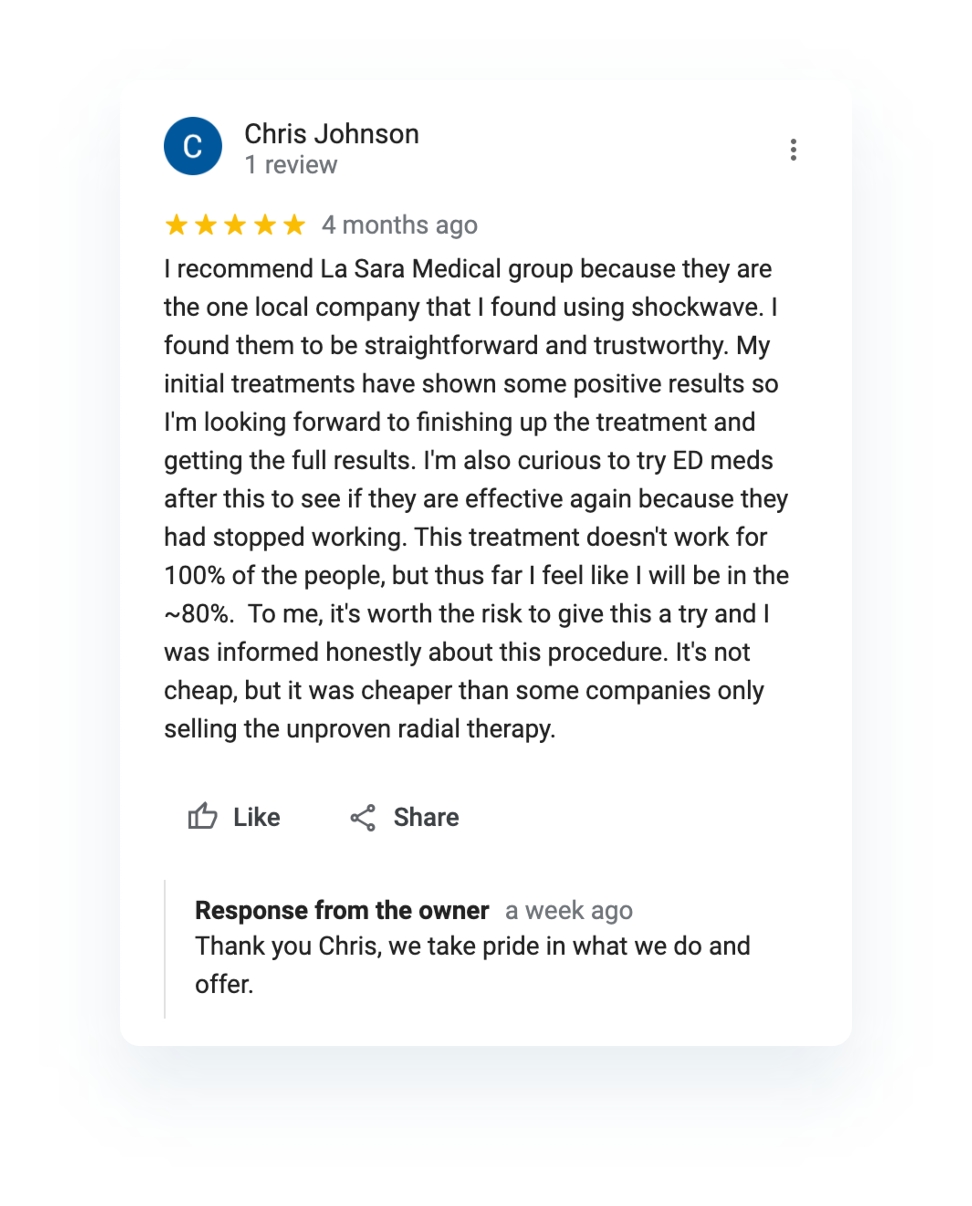 C
Chris Johnson
1 review
★★★★★ 4 months ago
I recommend La Sara Medical group because they are
the one local company that I found using shockwave. I
found them to be straightforward and trustworthy. My
initial treatments have shown some positive results so
I'm looking forward to finishing up the treatment and
getting the full results. I'm also curious to try ED meds
after this to see if they are effective again because they
had stopped working. This treatment doesn't work for
100% of the people, but thus far I feel like I will be in the
~80%.  To me, it's worth the risk to give this a try and I
was informed honestly about this procedure. It's not
cheap, but it was cheaper than some companies only
selling the unproven radial therapy.
Like Share
Response from the owner a week ago
Thank you Chris, we take pride in what we do and
offer.